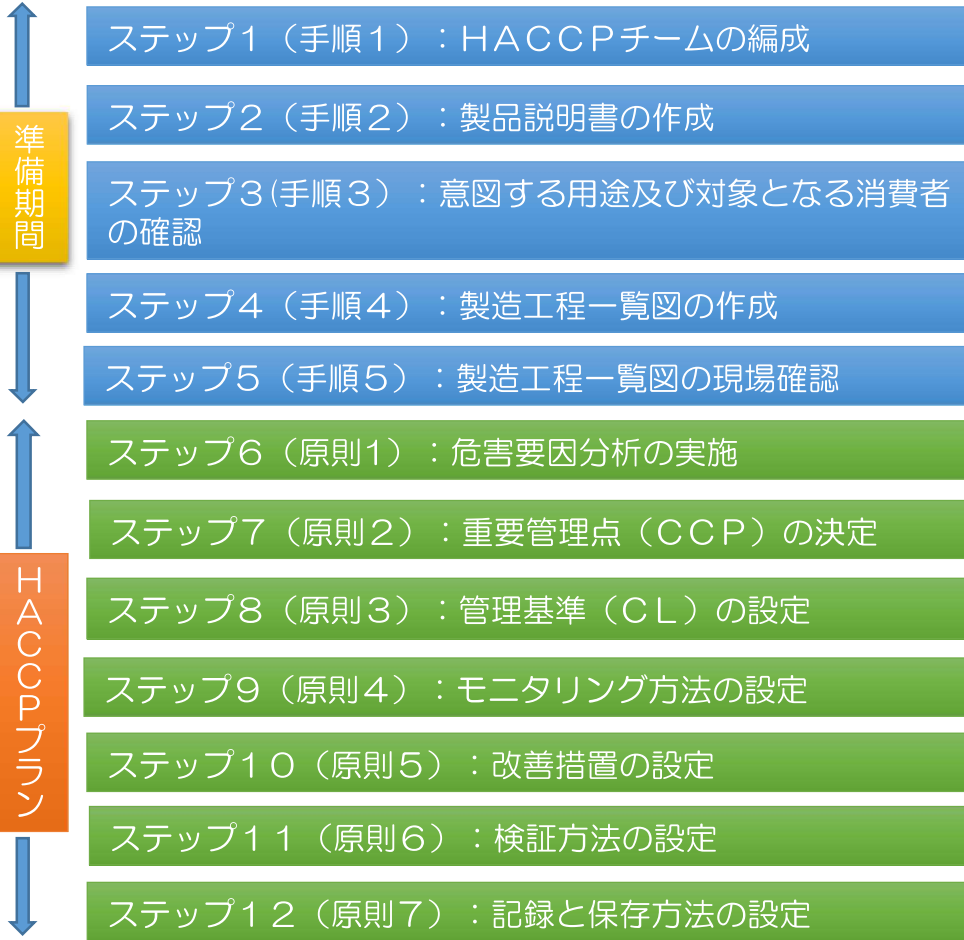 ステップ１（手順１）：ＨＡＣＣＰチームの編成
ステップ２（手順２）：製品説明書の作成
準備期間
ステップ３(手順３）：意図する用途及び対象となる消費者
の確認
ステップ４（手順４）：製造工程一覧図の作成
ステップ５（手順５）：製造工程一覧図の現場確認
ステップ６（原則１）：危害要因分析の実施
ステップ７（原則２）：重要管理点（ＣＣＰ）の決定
ＨＡＣＣＰプラン
ステップ８（原則３）：管理基準（ＣＬ）の設定
ステップ９（原則４）：モニタリング方法の設定
ステップ１０（原則５）：改善措置の設定
ステップ１１（原則６）：検証方法の設定
ステップ１２（原則７）：記録と保存方法の設定